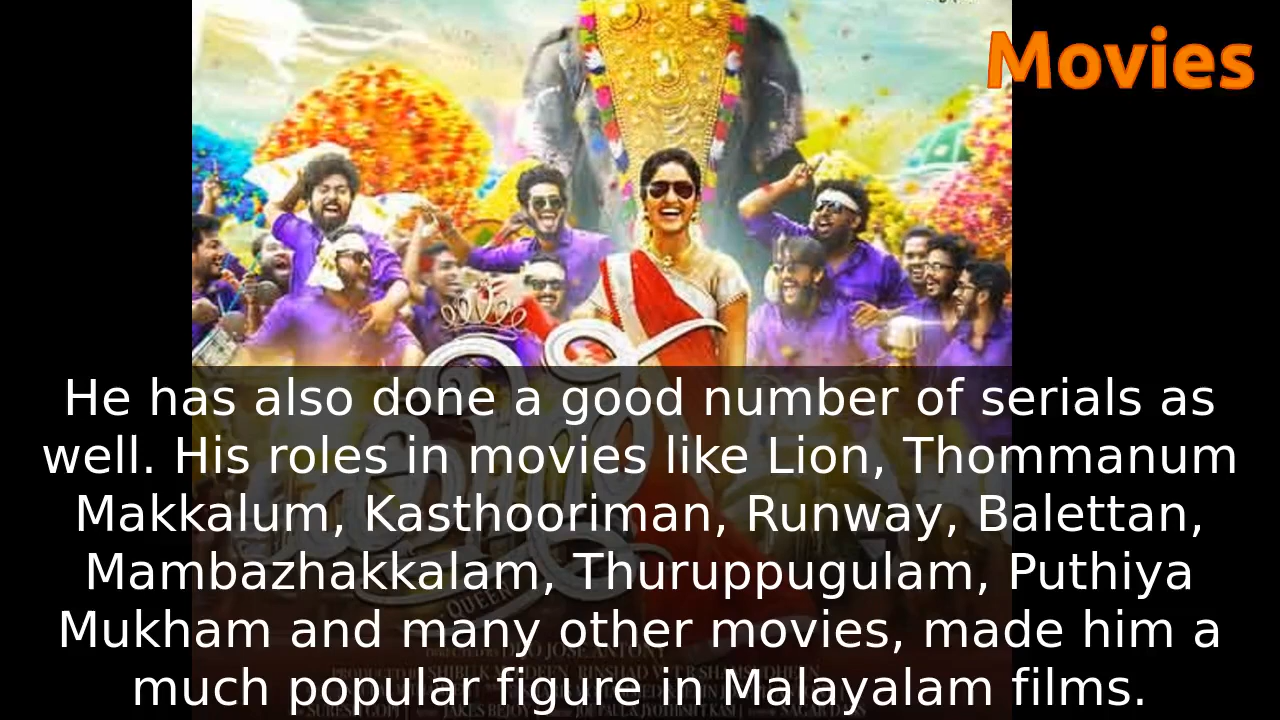 Movies
He has also done a good number of serials as
well. His roles in movies like Lion, Thommanum
Makkalum, Kasthooriman, Runway, Balettan,
Mambazhakkalam, Thuruppugulam, Puthiya
Mukham and many other movies, made him a
much popular figure in Malayalam films.
QUEEN